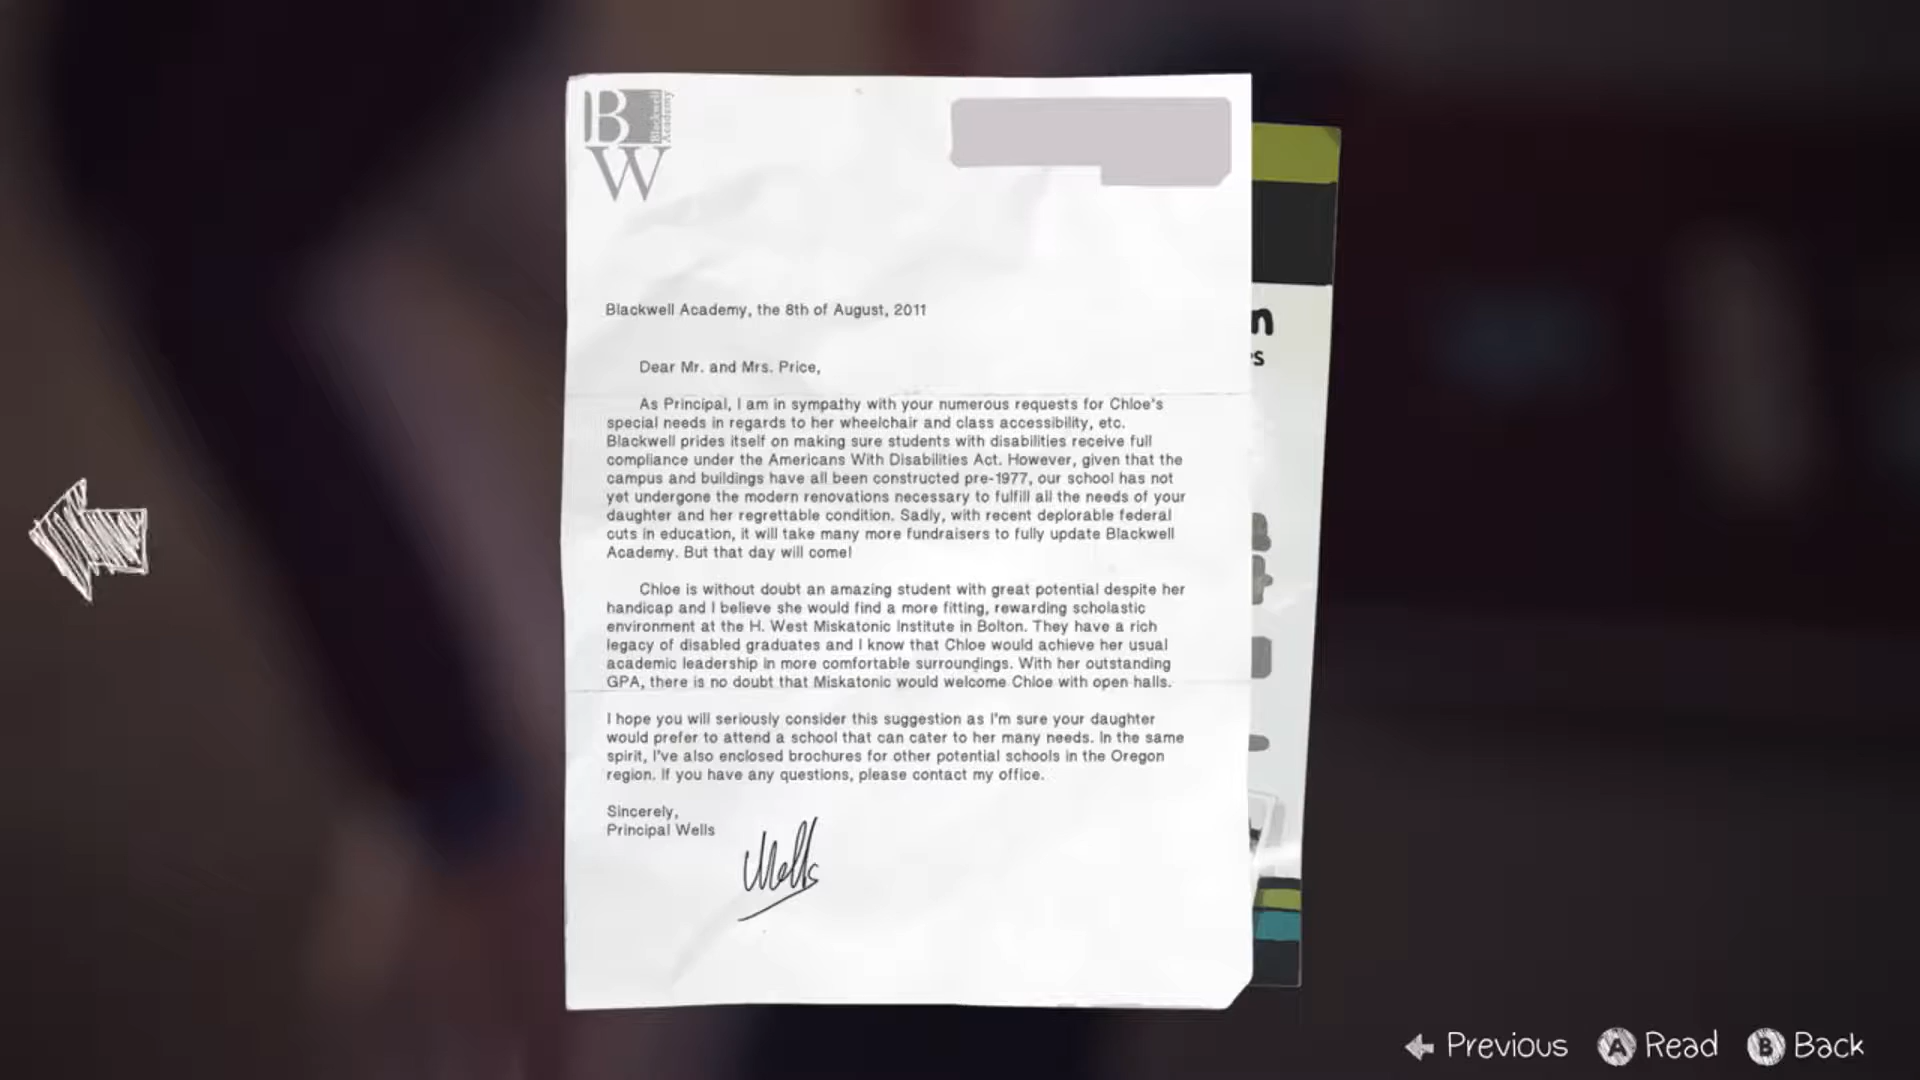 B
Blackwell
Academy
W
Blackwell Academy, the 8th of August, 2011
Dear Mr. and Mrs. Price,
As Principal, I am in sympathy with your numerous requests for Chloe's
special needs in regards to her wheelchair and class accessibility, etc.
Blackwell prides itself on making sure students with disabilities receive full
compliance under the Americans With Disabilities Act. However, given that the
campus and buildings have all been constructed pre-1977, our school has not
yet undergone the modern renovations necessary to fulfill all the needs of your
daughter and her regrettable condition. Sadly, with recent deplorable federal
cuts in education, it will take many more fundraisers to fully update Blackwell
Academy. But that day will come!
Chloe is without doubt an amazing student with great potential despite her
handicap and I believe she would find a more fitting, rewarding scholastic
environment at the H. West Miskatonic Institute in Bolton. They have a rich
legacy of disabled graduates and I know that Chloe would achieve her usual
academic leadership in more comfortable surroundings. With her outstanding
GPA, there is no doubt that Miskatonic would welcome Chloe with open halls.
I hope you will seriously consider this suggestion as I'm sure your daughter
would prefer to attend a school that can cater to her many needs. In the same
spirit, I've also enclosed brochures for other potential schools in the Oregon
region. If you have any questions, please contact my office.
Sincerely,
Principal Wells
Wells
Previous A Read B Back